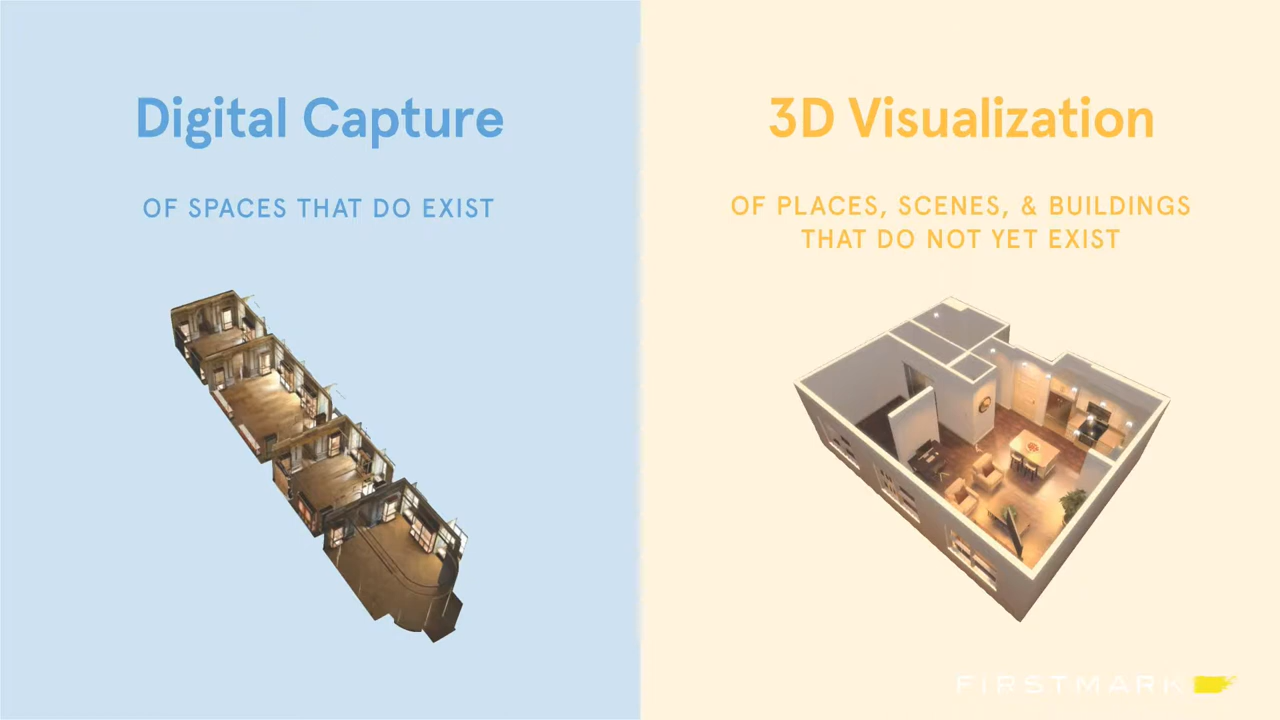 Digital Capture
OF SPACES THAT DO EXIST
3D Visualization
OF PLACES, SCENES, & BUILDINGS
THAT DO NOT YET EXIST
FIRSTMARK